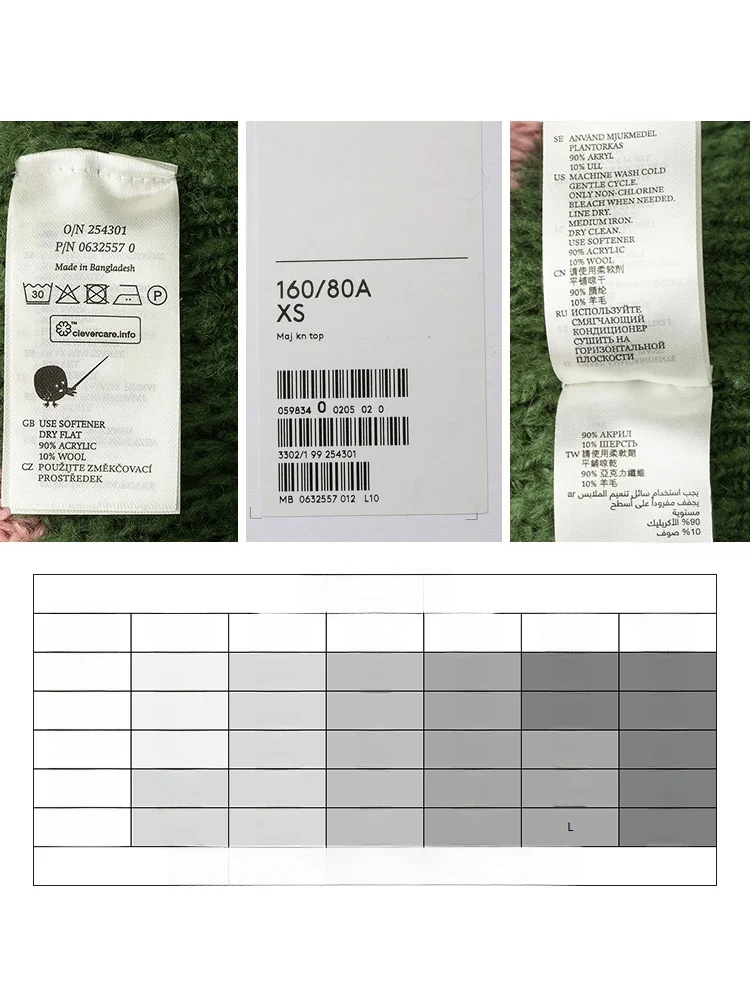 O/N 254301
P/N 0632557 0
Made in Bangladesh
30
P
clevercare.info
TM
GB USE SOFTENER
DRY FLAT
90% ACRYLIC
10% WOOL
CZ POUŽIJTE ZMĚKČOVACÍ
PROSTŘEDEK
160/80A
XS
Maj kn top
059834 0 0205 02 0
3302/1 99 254301
MB 0632557 012 L10
SE ANVÄND MJUKMEDEL
PLANTORKAS
90% AKRYL
10% ULL
US MACHINE WASH COLD
GENTLE CYCLE.
ONLY NON-CHLORINE
BLEACH WHEN NEEDED.
LINE DRY.
MEDIUM IRON.
DRY CLEAN.
USE SOFTENER
90% ACRYLIC
10% WOOL
CN 请使用柔软剂
平铺晾干
90% 腈纶
10% 羊毛
RU ИСПОЛЬЗУЙТЕ
СМЯГЧАЮЩИЙ
КОНДИЦИОНЕР
СУШИТЬ НА
ГОРИЗОНТАЛЬНОЙ
ПЛОСКОСТИ
90% АКРИЛ
10% ШЕРСТЬ
TW 請使用柔軟劑
平鋪晾乾
90% 亞克力纖維
10% 羊毛
ar يجب استخدام سائل تنعيم الملابس
يجفف مفروداً على أسطح
مستوية
90% الأكريليك
10% صوف
L